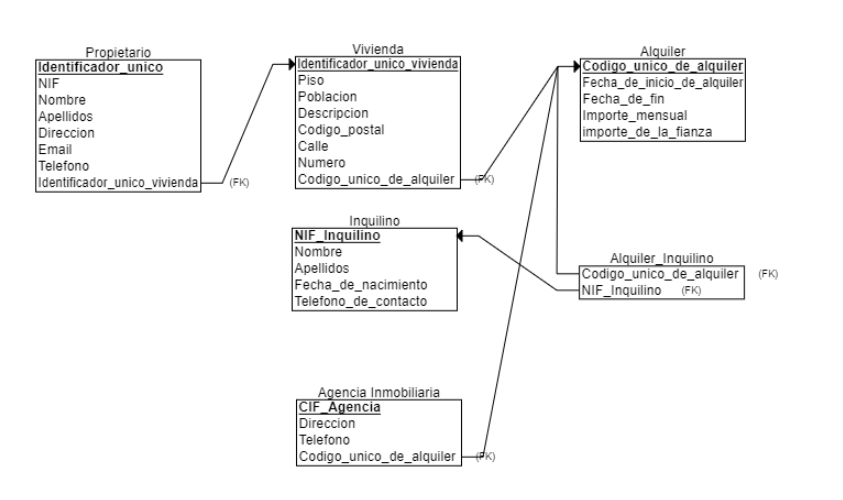 Propietario
Identificador_unico
NIF
Nombre
Apellidos
Direccion
Email
Telefono
Identificador_unico_vivienda (FK)
Vivienda
Identificador_unico_vivienda
Piso
Poblacion
Descripcion
Codigo_postal
Calle
Numero
Codigo_unico_de_alquiler (FK)
Alquiler
Codigo_unico_de_alquiler
Fecha_de_inicio_de_alquiler
Fecha_de_fin
Importe_mensual
importe_de_la_fianza
Inquilino
NIF_Inquilino
Nombre
Apellidos
Fecha_de_nacimiento
Telefono_de_contacto
Alquiler_Inquilino
Codigo_unico_de_alquiler (FK)
NIF_Inquilino (FK)
Agencia Inmobiliaria
CIF_Agencia
Direccion
Telefono
Codigo_unico_de_alquiler (FK)